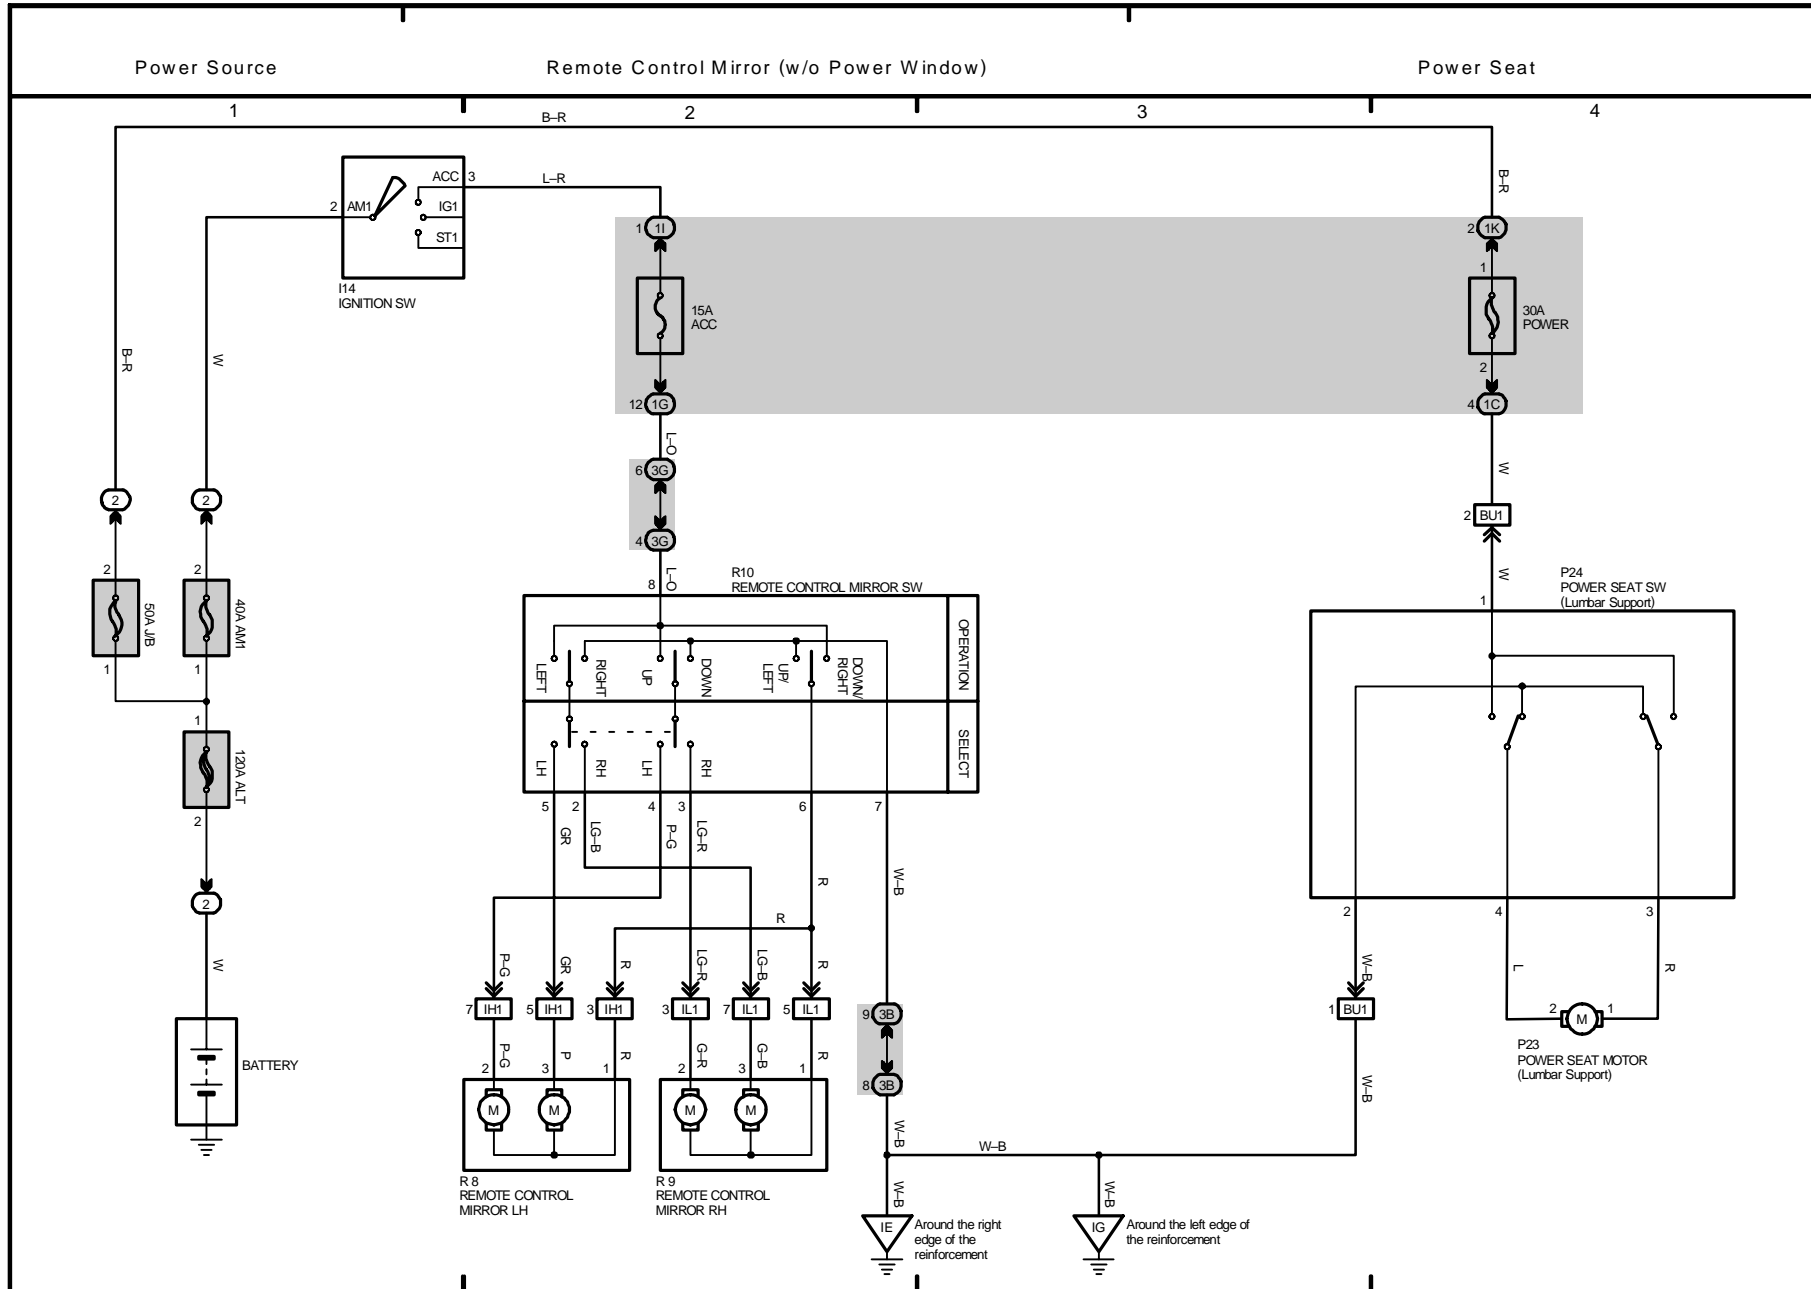 Power Source
Remote Control Mirror (w/o Power Window)
Power Seat
1
2
3
4
B–R
L–R
B–R
ACC 3
2 AM1
IG1
ST1
I14
IGNITION SW
1 1I
2 1K
1
15A
ACC
30A
POWER
2
12 1G
4 1C
B–R
W
L–O
W
6 3G
4 3G
2
2
2 BU1
L–O
W
8
R10
REMOTE CONTROL MIRROR SW
P24
POWER SEAT SW
(Lumbar Support)
1
2
2
50A J/B
40A AM1
1
1
LEFT
RIGHT
UP
DOWN
UP/
LEFT
DOWN/
RIGHT
OPERATION
1
120A ALT
2
LH
RH
LH
RH
SELECT
5
2
4
3
6
7
GR
LG–B
P–G
LG–R
R
W–B
2
R
2
4
3
W
P–G
GR
R
LG–R
LG–B
R
W–B
L
R
7 IH1
5 IH1
3 IH1
3 IL1
7 IL1
5 IL1
9 3B
1 BU1
2
M
1
P23
POWER SEAT MOTOR
(Lumbar Support)
BATTERY
P–G
P
R
G–R
G–B
R
2
3
1
2
3
1
8 3B
W–B
M
M
M
M
W–B
W–B
R 8
REMOTE CONTROL
MIRROR LH
R 9
REMOTE CONTROL
MIRROR RH
W–B
W–B
IE
Around the right
edge of the
reinforcement
IG
Around the left edge of
the reinforcement